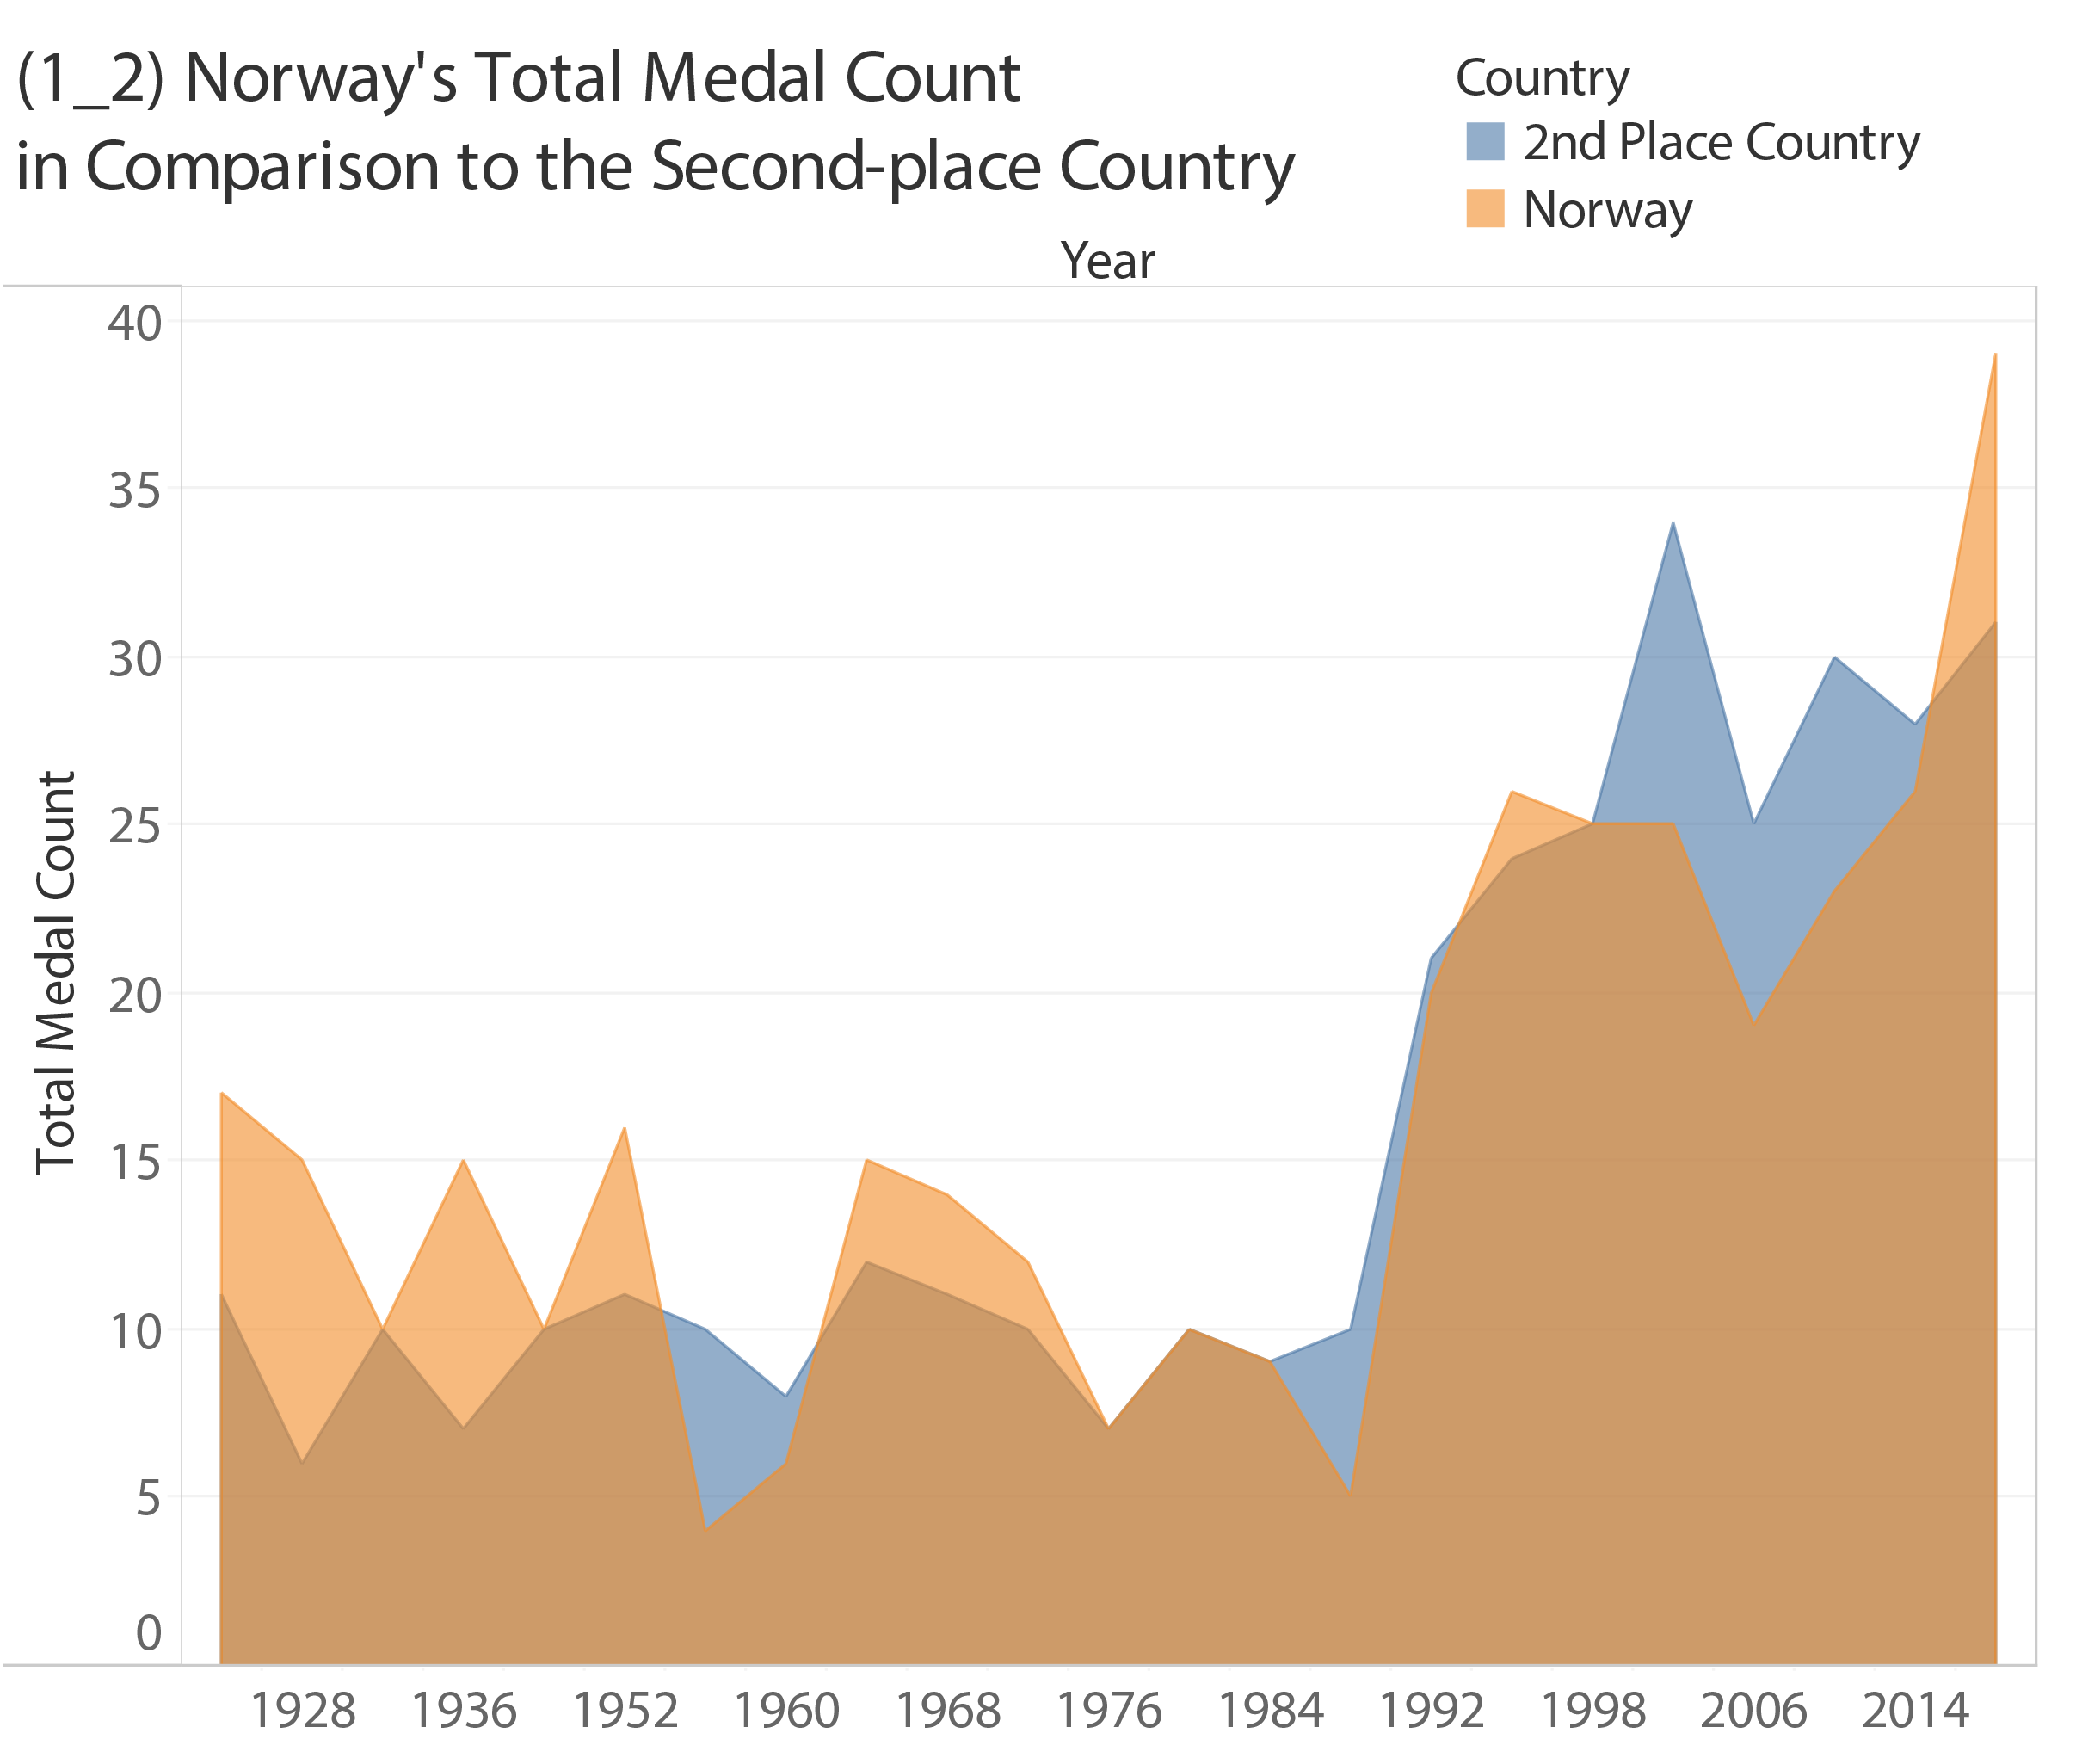 (1_2) Norway's Total Medal Count
in Comparison to the Second-place Country
Country
2nd Place Country
Norway
Year
40
35
30
25
20
15
10
5
0
Total Medal Count
1928 1936 1952 1960 1968 1976 1984 1992 1998 2006 2014